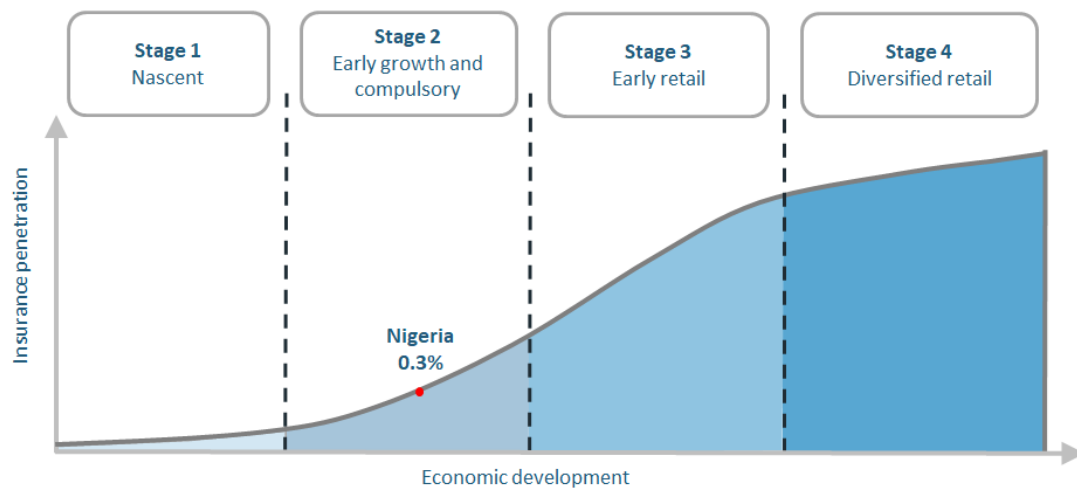 Stage 1
Nascent
Stage 2
Early growth and
compulsory
Stage 3
Early retail
Stage 4
Diversified retail
Insurance penetration
Nigeria
0.3%
Economic development